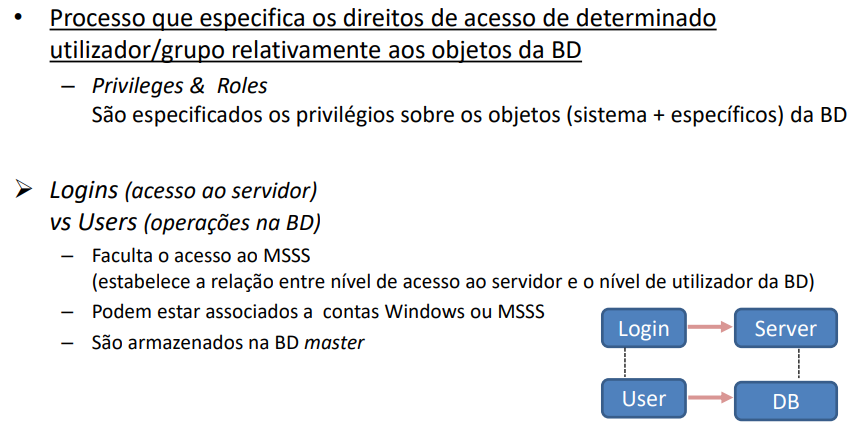 • Processo que especifica os direitos de acesso de determinado
utilizador/grupo relativamente aos objetos da BD
– Privileges & Roles
São especificados os privilégios sobre os objetos (sistema + específicos) da BD
➢ Logins (acesso ao servidor)
vs Users (operações na BD)
– Faculta o acesso ao MSSS
(estabelece a relação entre nível de acesso ao servidor e o nível de utilizador da BD)
– Podem estar associados a contas Windows ou MSSS
– São armazenados na BD master
Login
Server
User
DB